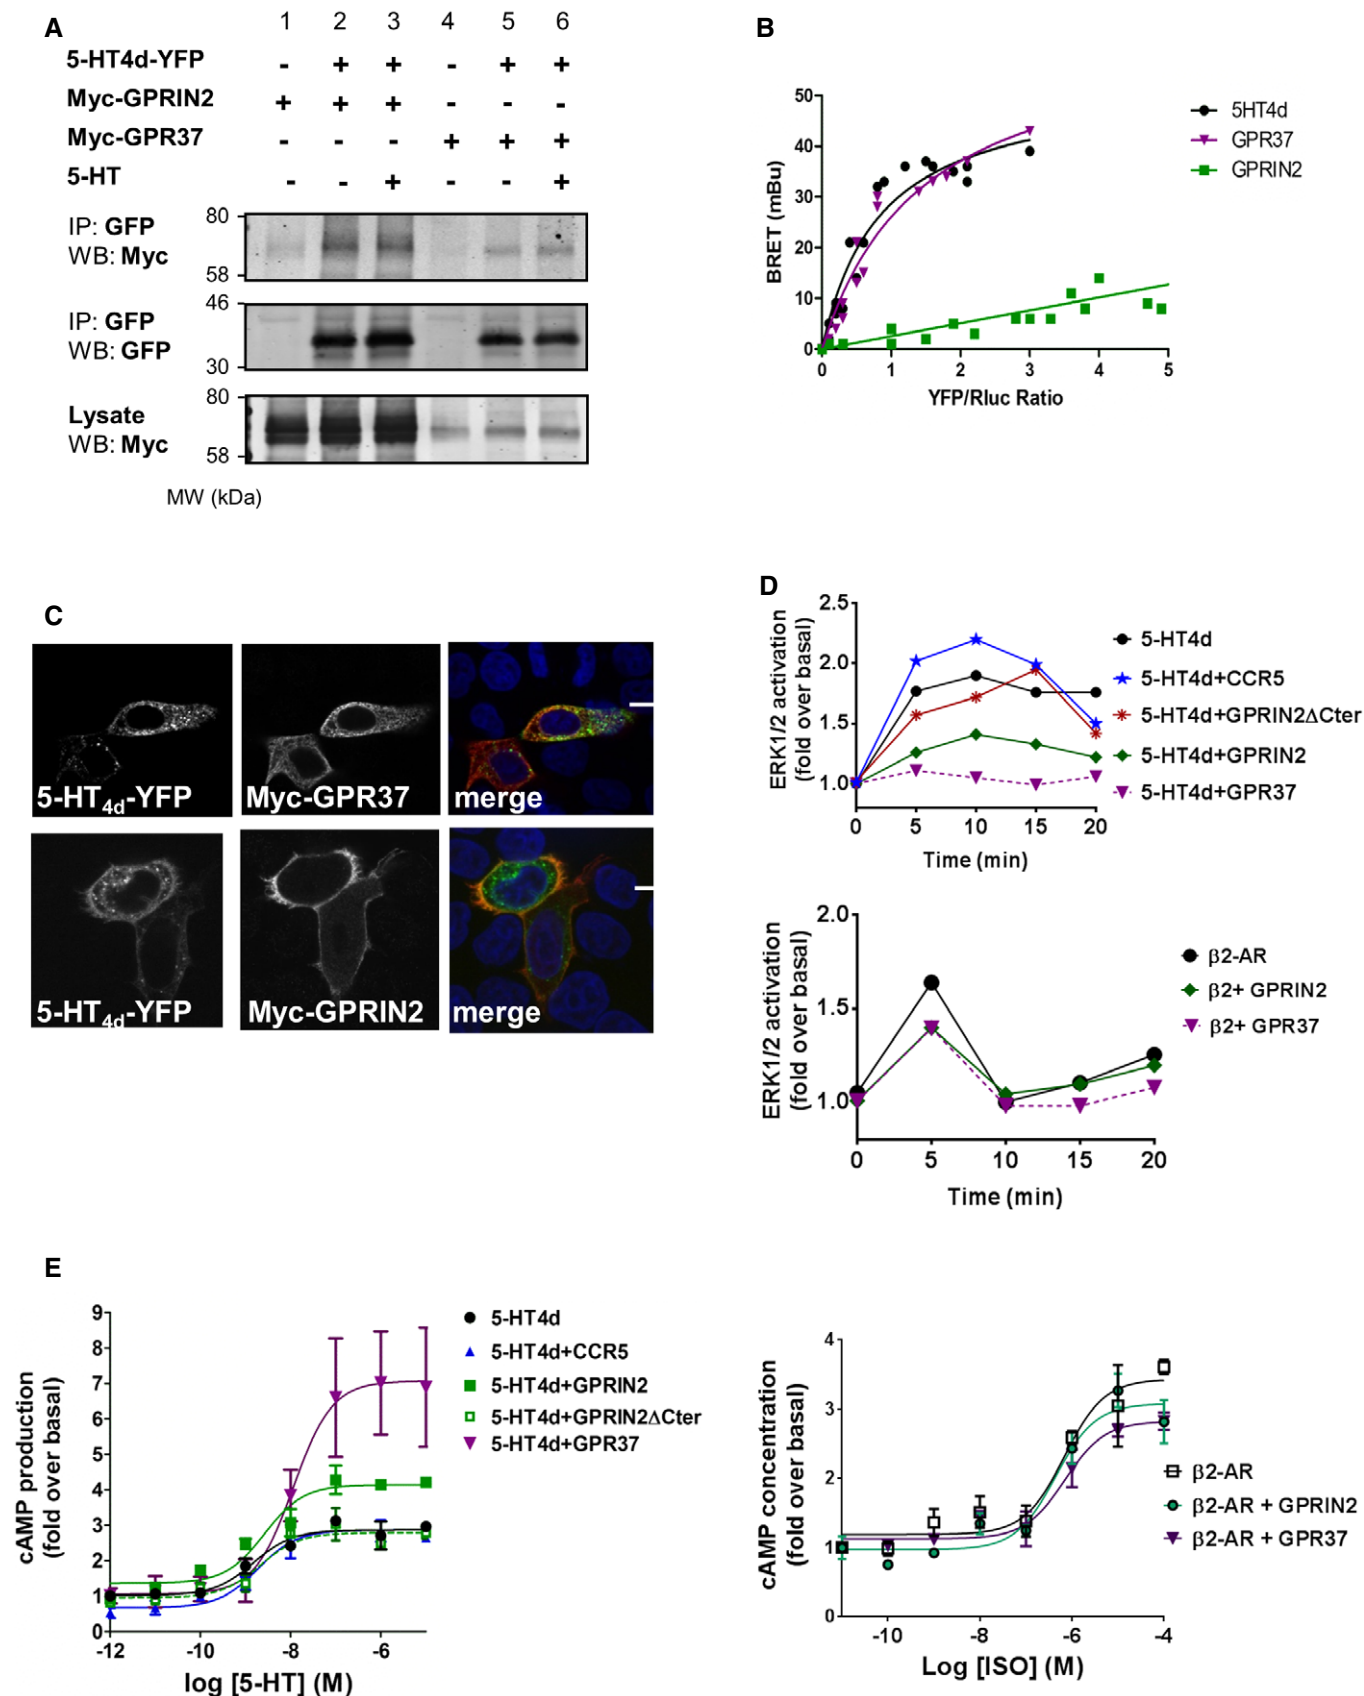 A
1 2 3 4 5 6
5-HT4d-YFP - + + - + +
Myc-GPRIN2 + + + - - -
Myc-GPR37 - - - + + +
5-HT - - + - - +
IP: GFP
WB: Myc
80
58
IP: GFP
WB: GFP
46
30
Lysate
WB: Myc
80
58
MW (kDa)
B
BRET (mBu)
50
40
30
20
10
0
0 1 2 3 4 5
YFP/Rluc Ratio
5HT4d
GPR37
GPRIN2
C
5-HT4d-YFP
Myc-GPR37
merge
5-HT4d-YFP
Myc-GPRIN2
merge
D
ERK1/2 activation
(fold over basal)
2.5
2.0
1.5
1.0
0 5 10 15 20
Time (min)
5-HT4d
5-HT4d+CCR5
5-HT4d+GPRIN2ΔCter
5-HT4d+GPRIN2
5-HT4d+GPR37
ERK1/2 activation
(fold over basal)
2.0
1.5
1.0
0 5 10 15 20
Time (min)
β2-AR
β2+ GPRIN2
β2+ GPR37
E
cAMP production
(fold over basal)
9
8
7
6
5
4
3
2
1
0
-12 -10 -8 -6
log [5-HT] (M)
5-HT4d
5-HT4d+CCR5
5-HT4d+GPRIN2
5-HT4d+GPRIN2ΔCter
5-HT4d+GPR37
cAMP concentration
(fold over basal)
4
3
2
1
0
-10 -8 -6 -4
Log [ISO] (M)
β2-AR
β2-AR + GPRIN2
β2-AR + GPR37